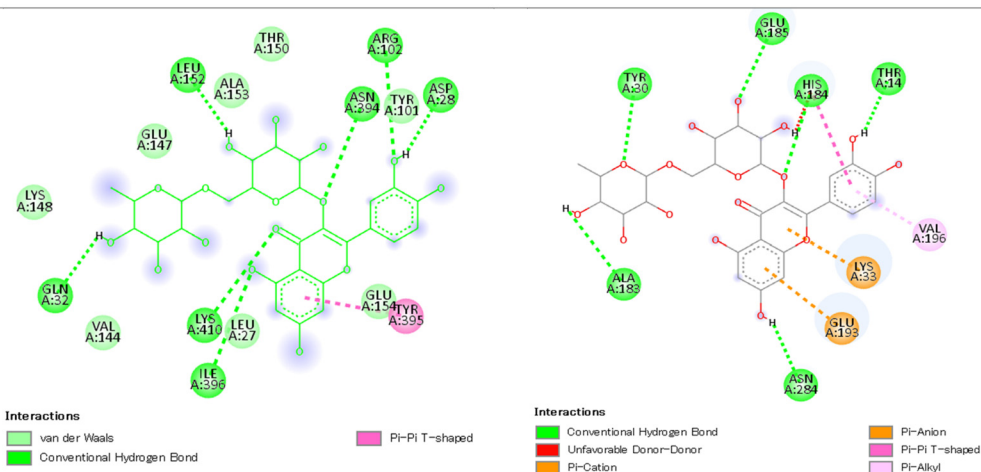 THR
A:150
ARG
A:102
LEU
A:152
ALA
A:153
ASN
A:394
TYR
A:101
ASP
A:28
GLU
A:147
LYS
A:148
GLN
A:32
VAL
A:144
LYS
A:410
LEU
A:27
GLU
A:154
TYR
A:395
ILE
A:396
H
H
H
O
O
O
O
O
O
O
O
O
O
Interactions
van der Waals
Conventional Hydrogen Bond
Pi-Pi T-shaped
GLU
A:185
TYR
A:30
HIS
A:184
THR
A:14
VAL
A:196
LYS
A:33
ALA
A:183
GLU
A:193
ASN
A:284
H
H
H
H
O
O
O
O
O
O
O
O
O
O
Interactions
Conventional Hydrogen Bond
Unfavorable Donor-Donor
Pi-Cation
Pi-Anion
Pi-Pi T-shaped
Pi-Alkyl